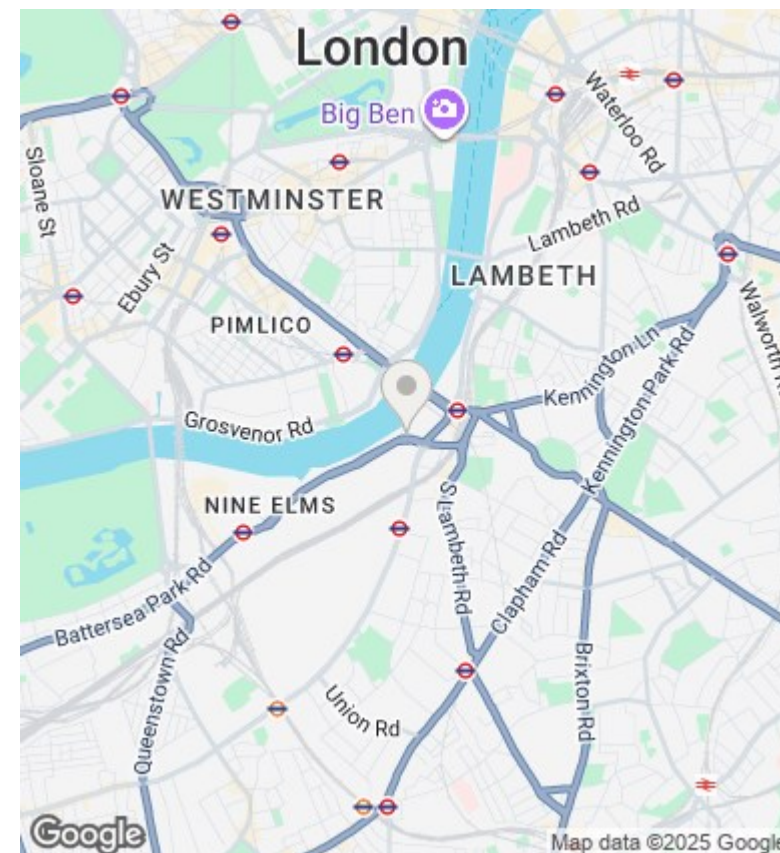 London
Big Ben
Waterloo Rd
Sloane St
WESTMINSTER
Lambeth Rd
Ebury St
LAMBETH
PIMLICO
Walworth
Kennington Ln
Kennington Park Rd
Grosvenor Rd
NINE ELMS
S Lambeth Rd
Clapham Rd
Battersea Park Rd
Queenstown Rd
Brixton Rd
Union Rd
Google
Map data ©2025 Google